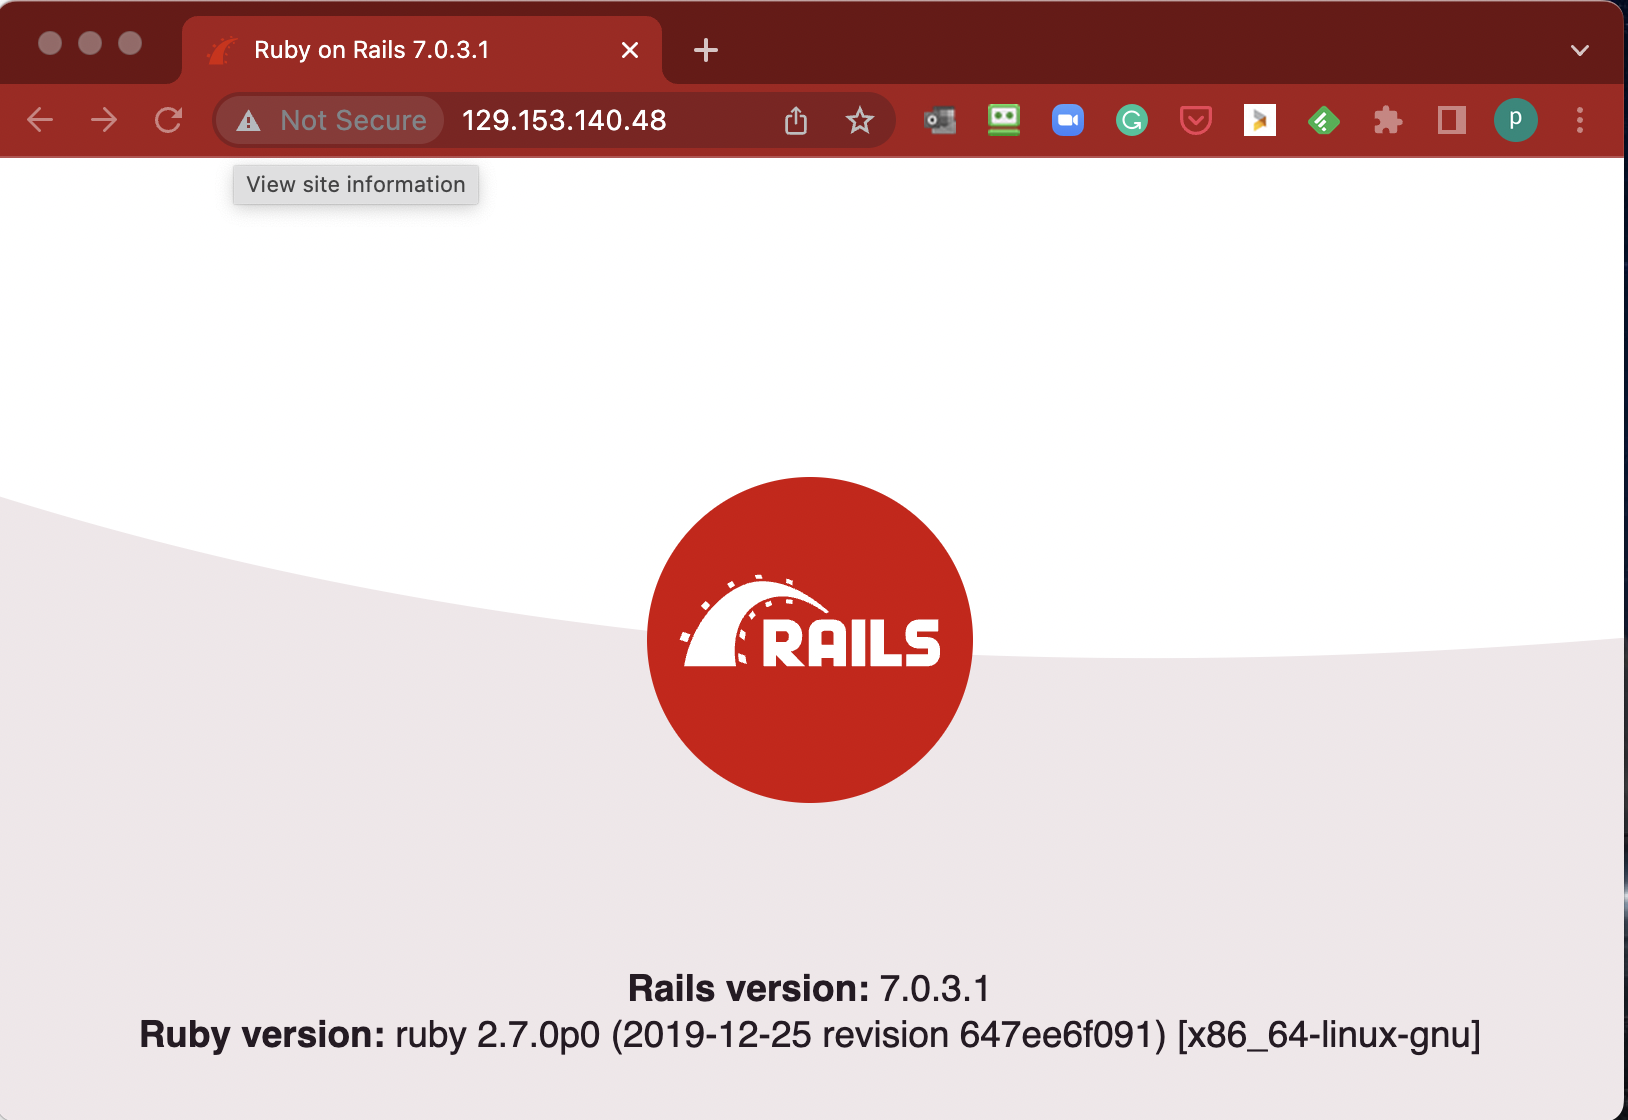 Ruby on Rails 7.0.3.1
Not Secure 129.153.140.48
p
View site information
RAILS
Rails version: 7.0.3.1
Ruby version: ruby 2.7.0p0 (2019-12-25 revision 647ee6f091) [x86_64-linux-gnu]